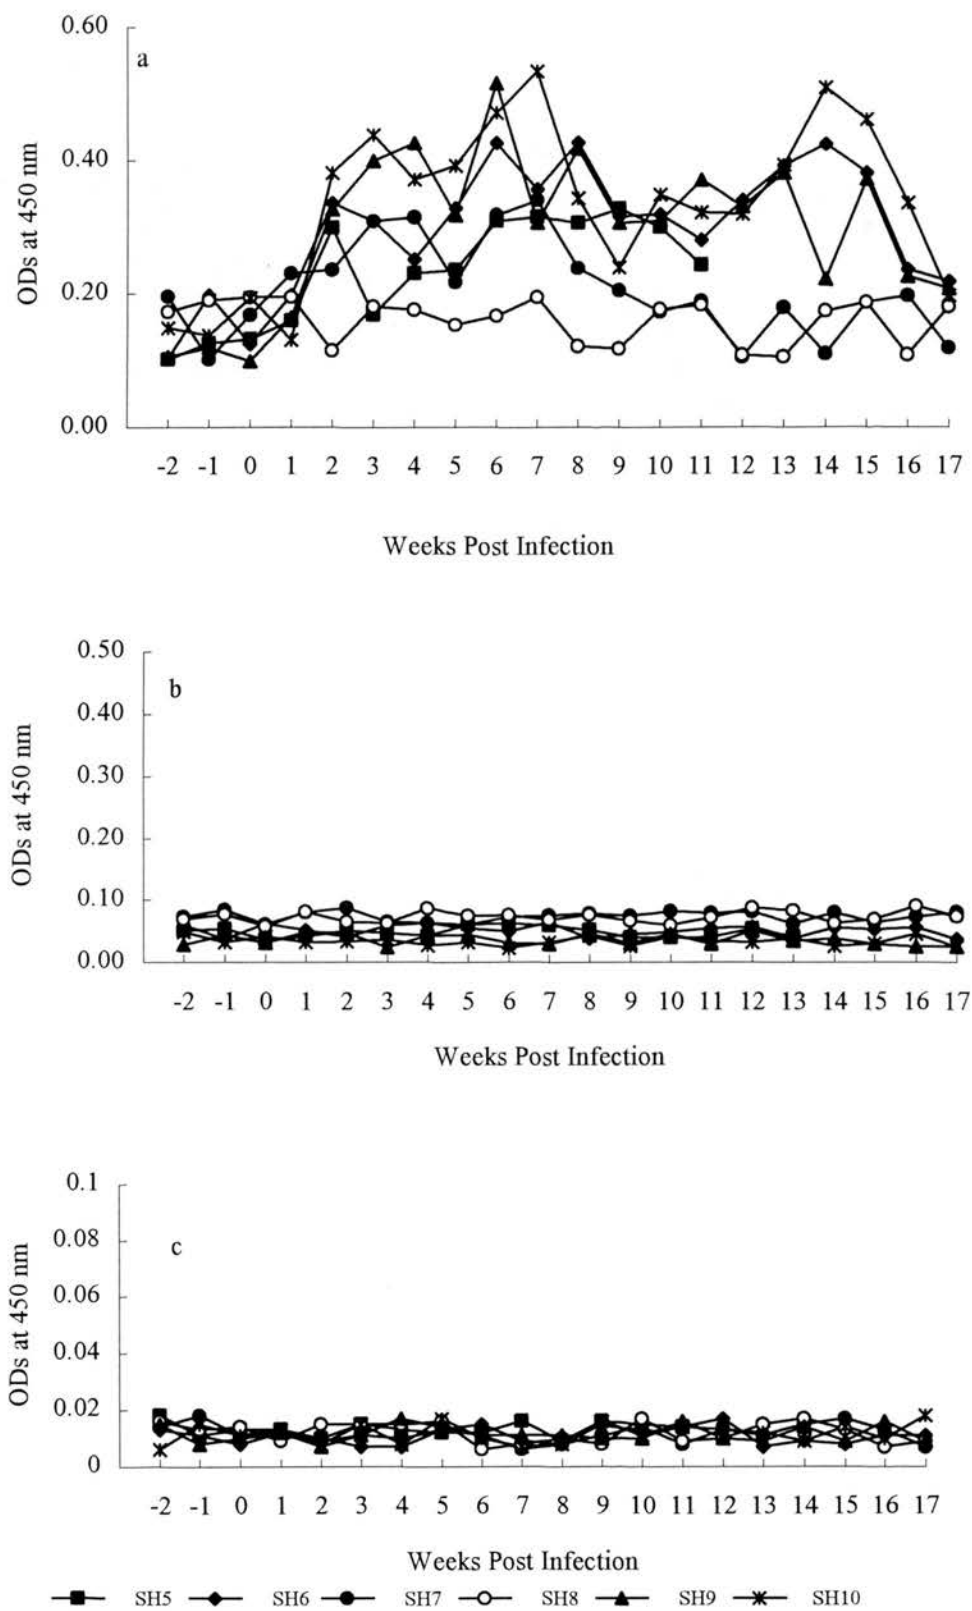 0.60
a
0.40
0.20
0.00
ODs at 450 nm
-2 -1 0 1 2 3 4 5 6 7 8 9 10 11 12 13 14 15 16 17
Weeks Post Infection
0.50
b
0.40
0.30
0.20
0.10
0.00
ODs at 450 nm
-2 -1 0 1 2 3 4 5 6 7 8 9 10 11 12 13 14 15 16 17
Weeks Post Infection
0.1
0.08
c
0.06
0.04
0.02
0
ODs at 450 nm
-2 -1 0 1 2 3 4 5 6 7 8 9 10 11 12 13 14 15 16 17
Weeks Post Infection
SH5 SH6 SH7 SH8 SH9 SH10